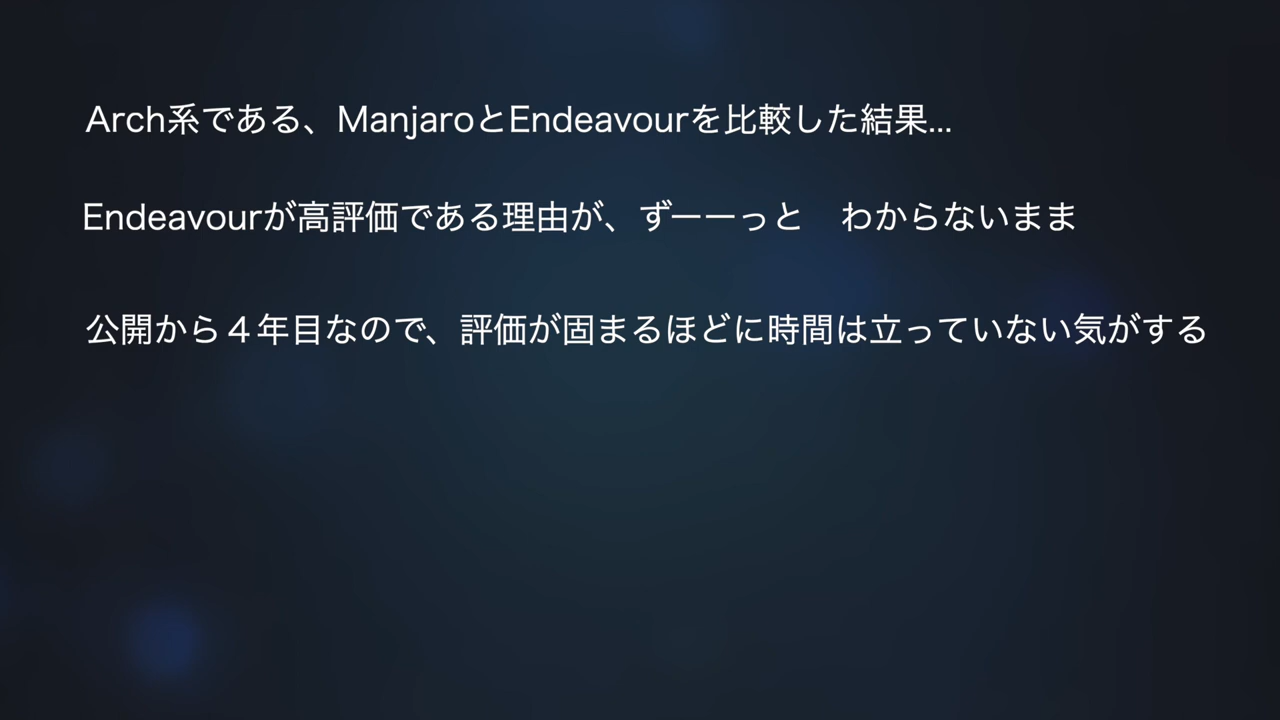 Arch系である、ManjaroとEndeavourを比較した結果...
Endeavourが高評価である理由が、ずーーっと　わからないまま
公開から４年目なので、評価が固まるほどに時間は立っていない気がする